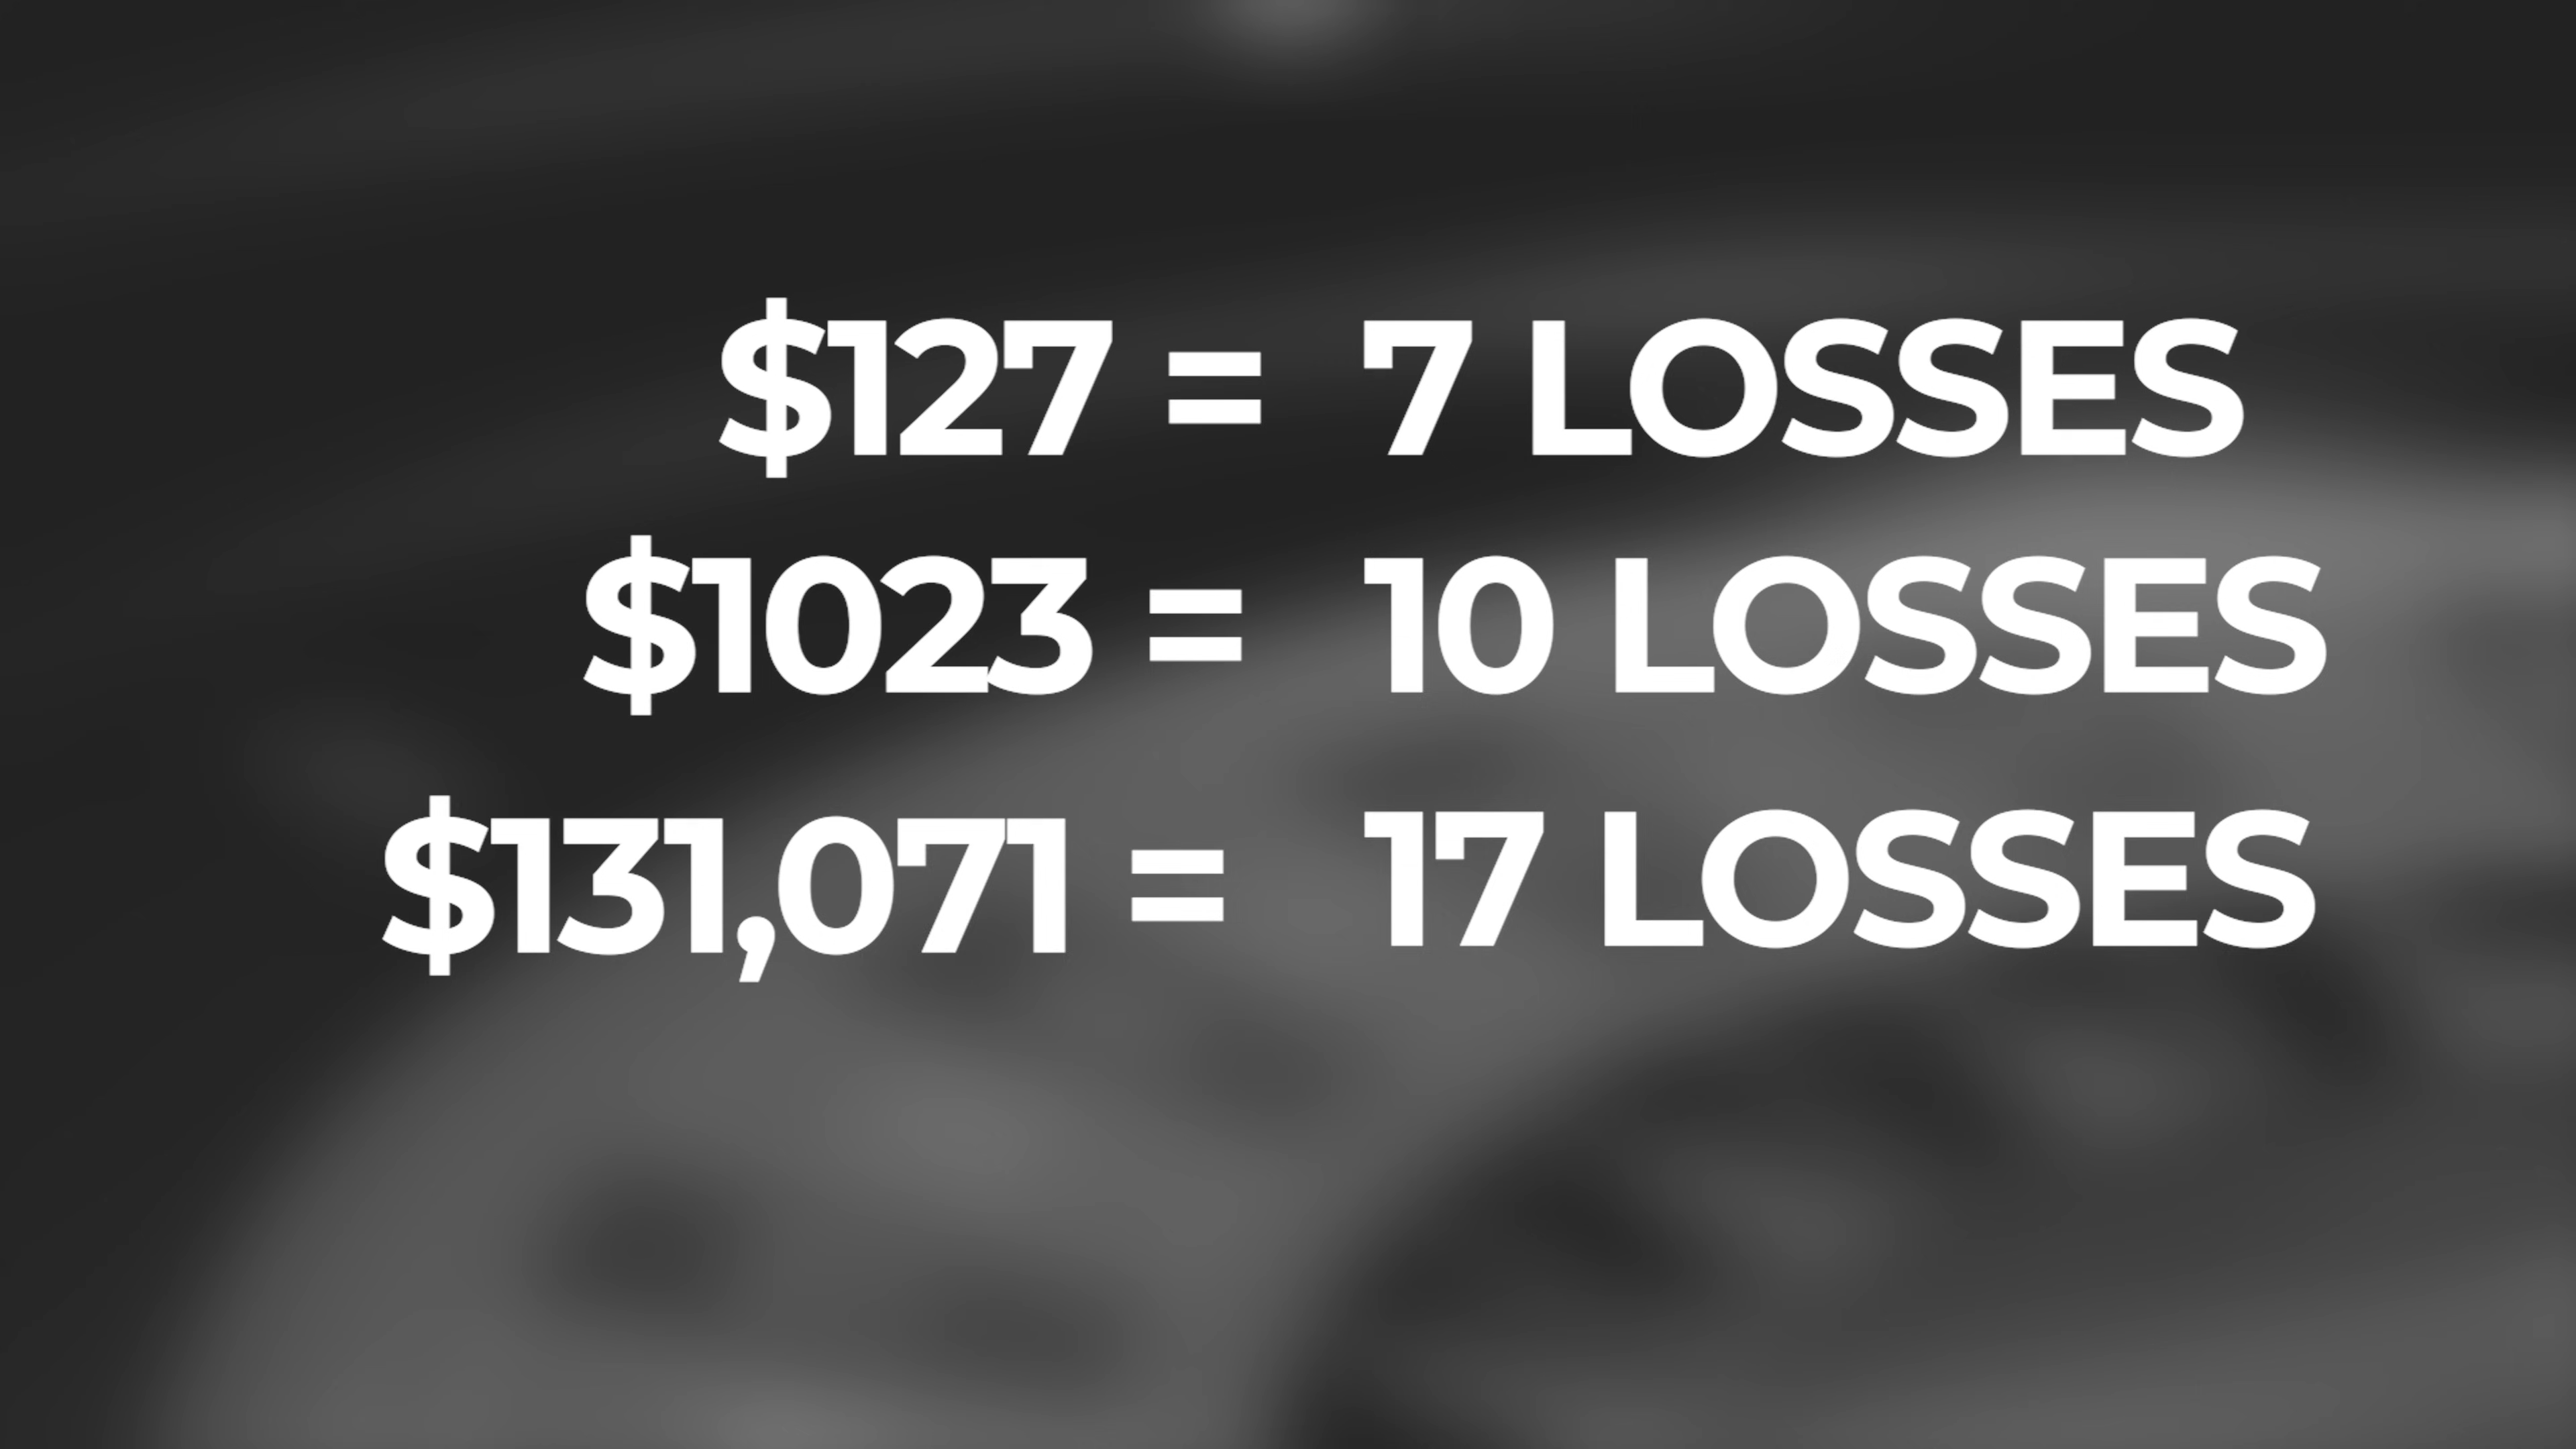 $127 = 7 LOSSES
$1023 = 10 LOSSES
$131,071 = 17 LOSSES